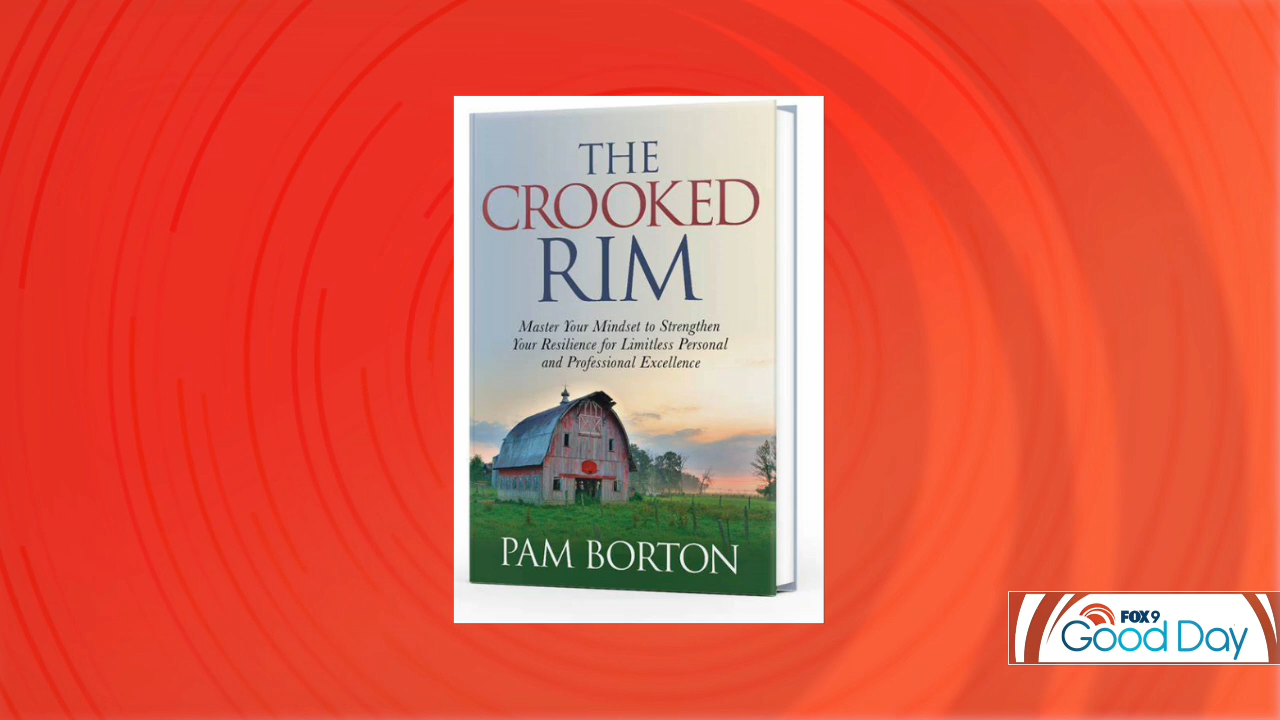 THE
CROOKED
RIM
Master Your Mindset to Strengthen
Your Resilience for Limitless Personal
and Professional Excellence
PAM BORTON
FOX 9
Good Day